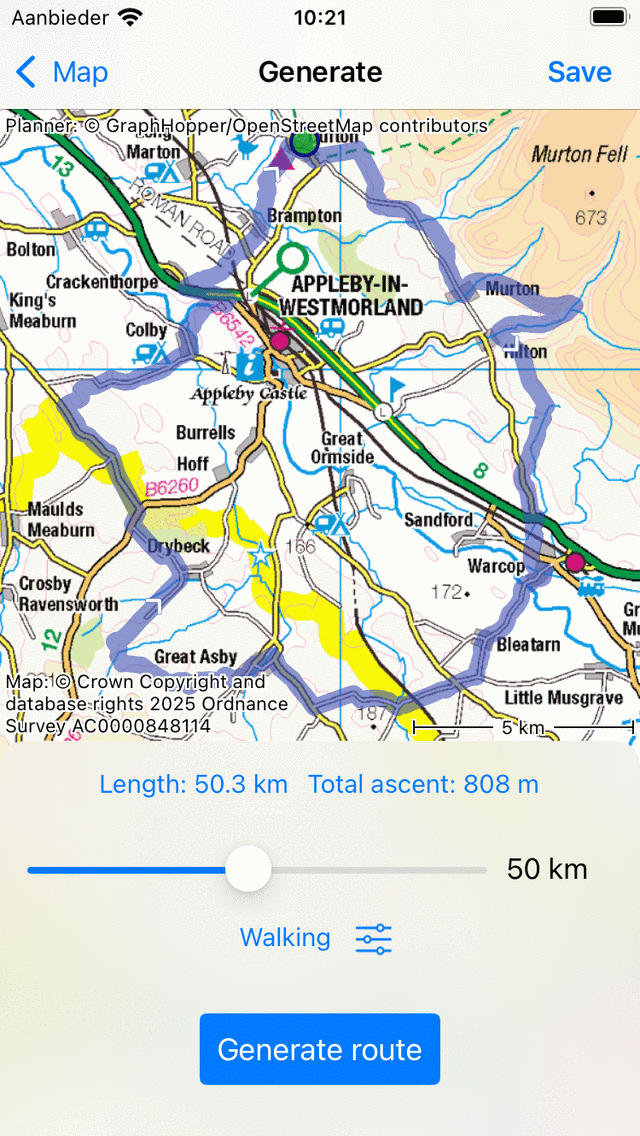 Aanbieder 10:21
Map Generate Save
Planner: © GraphHopper/OpenStreetMap contributors
Long
Marton
13
Murton Fell
673
ROMAN ROAD
Brampton
Bolton
Crackenthorpe
APPLEBY-IN-
WESTMORLAND
Murton
King's
Meaburn
B6542
Colby
Hilton
i
Appleby Castle
L
Burrells
Great
Ormside
Hoff
8
B6260
Maulds
Meaburn
Sandford
Drybeck
166
Warcop
Crosby
Ravensworth
172
12
Bleatarn
Great Asby
Little Musgrave
187
Map: © Crown Copyright and
database rights 2025 Ordnance
Survey AC0000848114
5 km
Length: 50.3 km Total ascent: 808 m
50 km
Walking
Generate route